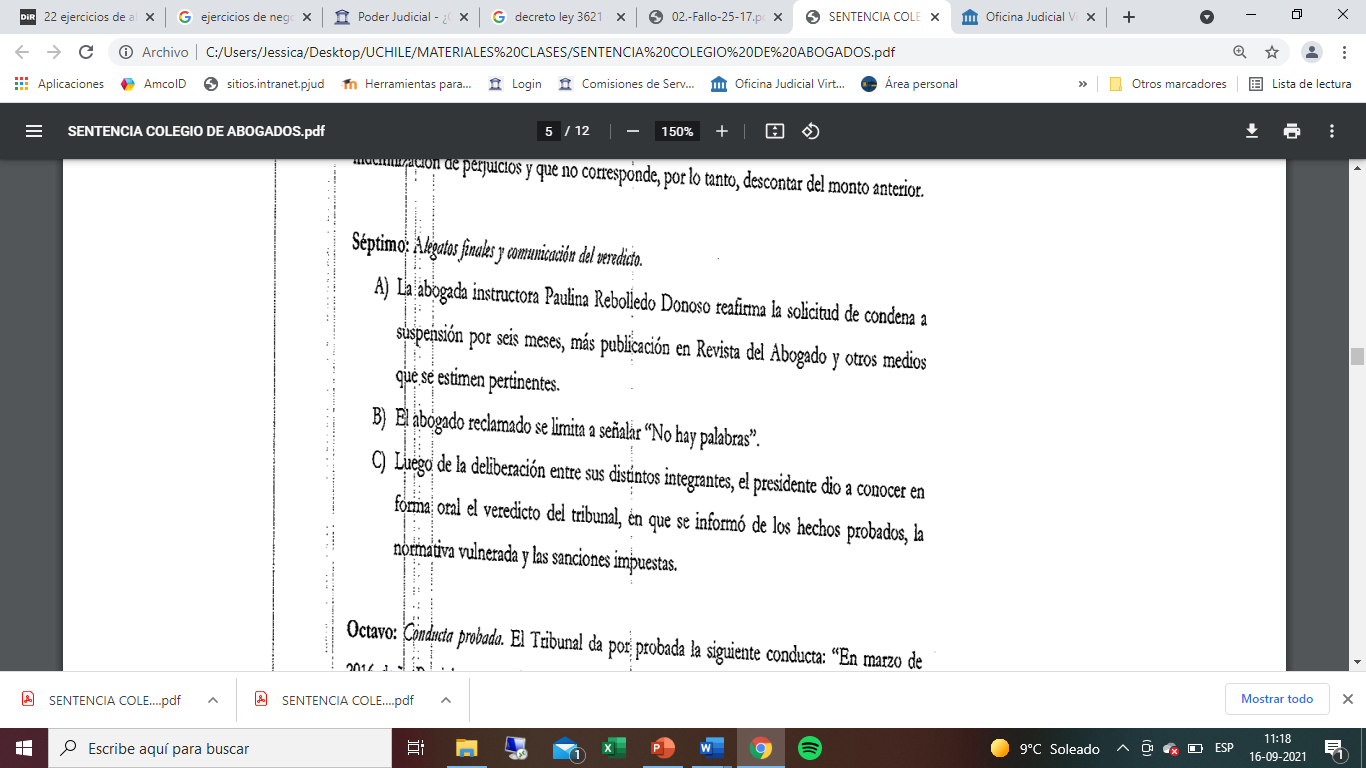 22 ejercicios de al
ejercicios de nego
Poder Judicial - ¿C
decreto ley 3621
02.-Fallo-25-17.pd
SENTENCIA COLE
Oficina Judicial Vi
Archivo
C:/Users/Jessica/Desktop/UCHILE/MATERIALES%20CLASES/SENTENCIA%20COLEGIO%20DE%20ABOGADOS.pdf
Aplicaciones
AmcoID
sitios.intranet.pjud
Herramientas para...
Login
Comisiones de Serv...
Oficina Judicial Virt...
Área personal
»
Otros marcadores
Lista de lectura
SENTENCIA COLEGIO DE ABOGADOS.pdf
5 / 12
150%
indemnización de perjuicios y que no corresponde, por lo tanto, descontar del monto anterior.
Séptimo: Alegatos finales y comunicación del veredicto.
A) La abogada instructora Paulina Rebolledo Donoso reafirma la solicitud de condena a
suspensión por seis meses, más publicación en Revista del Abogado y otros medios
que se estimen pertinentes.
B) El abogado reclamado se limita a señalar “No hay palabras”.
C) Luego de la deliberación entre sus distintos integrantes, el presidente dio a conocer en
forma oral el veredicto del tribunal, en que se informó de los hechos probados, la
normativa vulnerada y las sanciones impuestas.
Octavo: Conducta probada. El Tribunal da por probada la siguiente conducta: “En marzo de
2016
SENTENCIA COLE....pdf
SENTENCIA COLE....pdf
Mostrar todo
Escribe aquí para buscar
1
9°C Soleado
ESP
11:18
16-09-2021
1